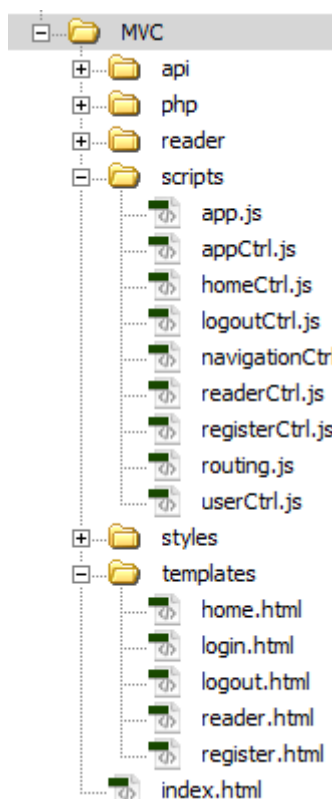 MVC
api
php
reader
scripts
app.js
appCtrl.js
homeCtrl.js
logoutCtrl.js
navigationCtrl
readerCtrl.js
registerCtrl.js
routing.js
userCtrl.js
styles
templates
home.html
login.html
logout.html
reader.html
register.html
index.html